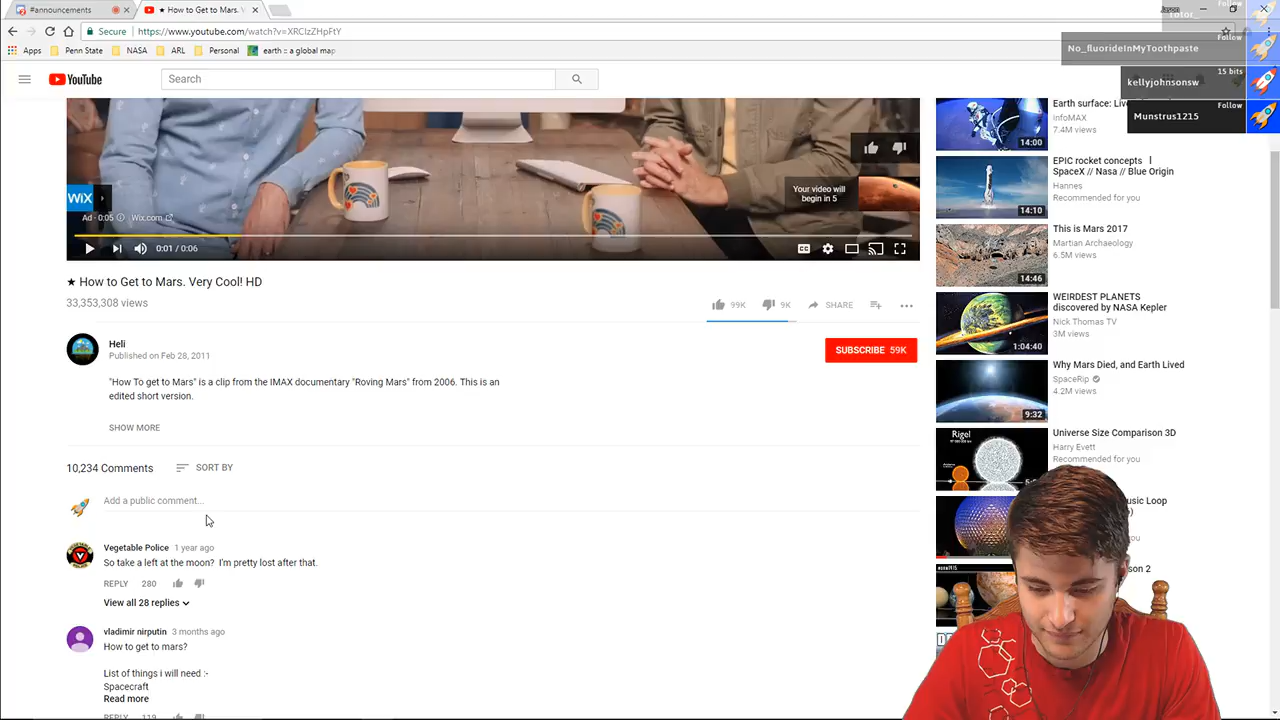 #announcements
★ How to Get to Mars. V
Jason
Follow
Secure
https://www.youtube.com/watch?v=XRCIzZHpFtY
Apps
Penn State
NASA
ARL
Personal
earth :: a global map
Follow
No_fluorideInMyToothpaste
15 bits
kellyjohnsonsw
Follow
Munstrus1215
YouTube
Search
WIX
Ad · 0:05
Wix.com
Your video will
begin in 5
0:01 / 0:06
CC
★ How to Get to Mars. Very Cool! HD
33,353,308 views
99K
9K
SHARE
Heli
Published on Feb 28, 2011
SUBSCRIBE 59K
"How To get to Mars" is a clip from the IMAX documentary "Roving Mars" from 2006. This is an
edited short version.
SHOW MORE
10,234 Comments
SORT BY
Add a public comment...
Vegetable Police 1 year ago
So take a left at the moon? I'm pretty lost after that.
REPLY 280
View all 28 replies
vladimir nirputin 3 months ago
How to get to mars?
List of things i will need :-
Spacecraft
Read more
REPLY 119
Earth surface:
infoMAX
7.4M views
14:00
EPIC rocket concepts
SpaceX // Nasa // Blue Origin
Hannes
Recommended for you
14:10
This is Mars 2017
Martian Archaeology
6.5M views
14:46
WEIRDEST PLANETS
discovered by NASA Kepler
Nick Thomas TV
3M views
1:04:40
Why Mars Died, and Earth Lived
SpaceRip
4.2M views
9:32
Universe Size Comparison 3D
Harry Evett
Recommended for you
Rigel
Loop